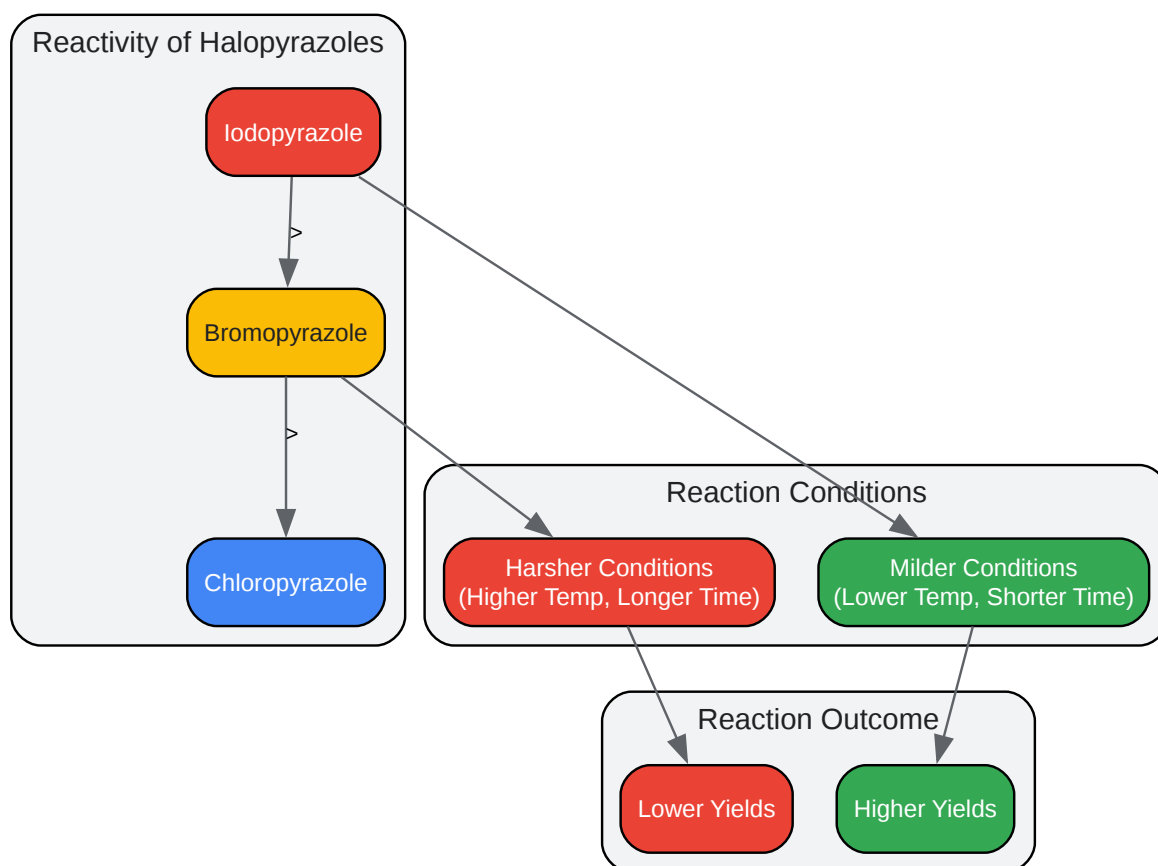 Reactivity of Halopyrazoles
Iodopyrazole
>
Bromopyrazole
>
Chloropyrazole
Reaction Conditions
Harsher Conditions
(Higher Temp, Longer Time)
Milder Conditions
(Lower Temp, Shorter Time)
Reaction Outcome
Lower Yields
Higher Yields